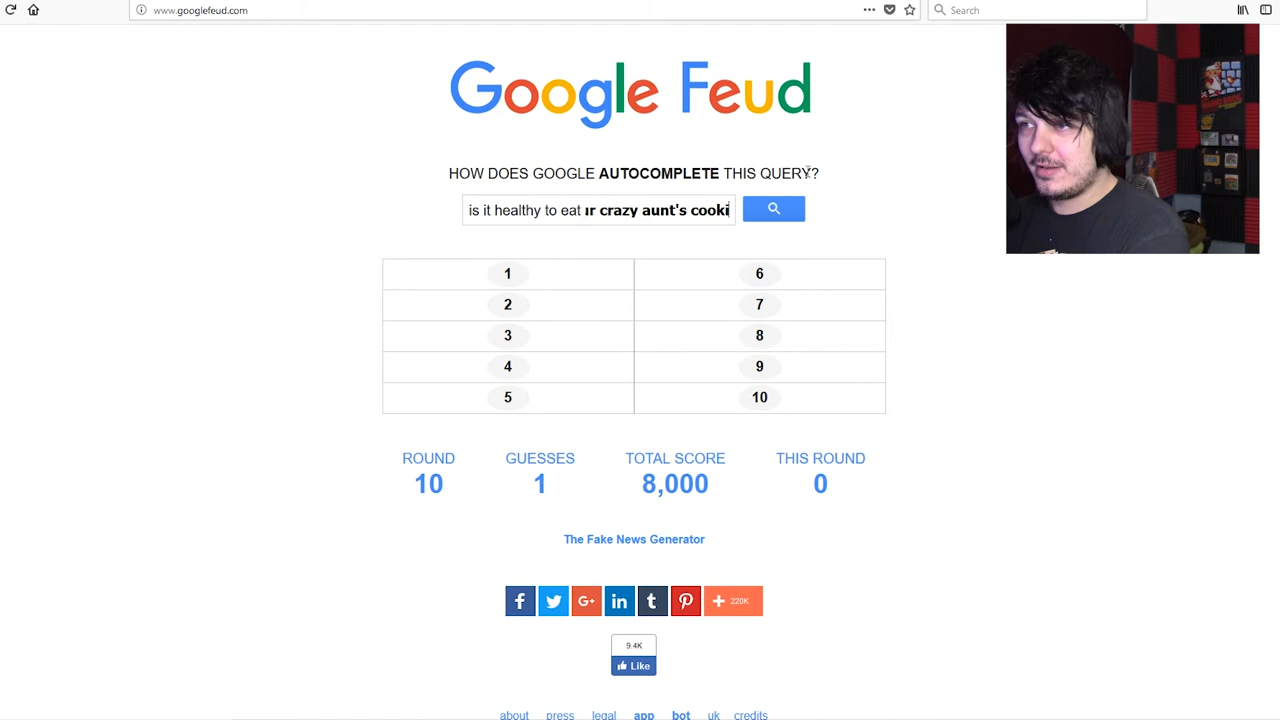 www.googlefeud.com
Search
Google Feud
HOW DOES GOOGLE AUTOCOMPLETE THIS QUERY?
is it healthy to eat ur crazy aunt's cooki
1 6
2 7
3 8
4 9
5 10
ROUND GUESSES TOTAL SCORE THIS ROUND
10 1 8,000 0
The Fake News Generator
220K
9.4K
Like
about press legal app bot uk credits